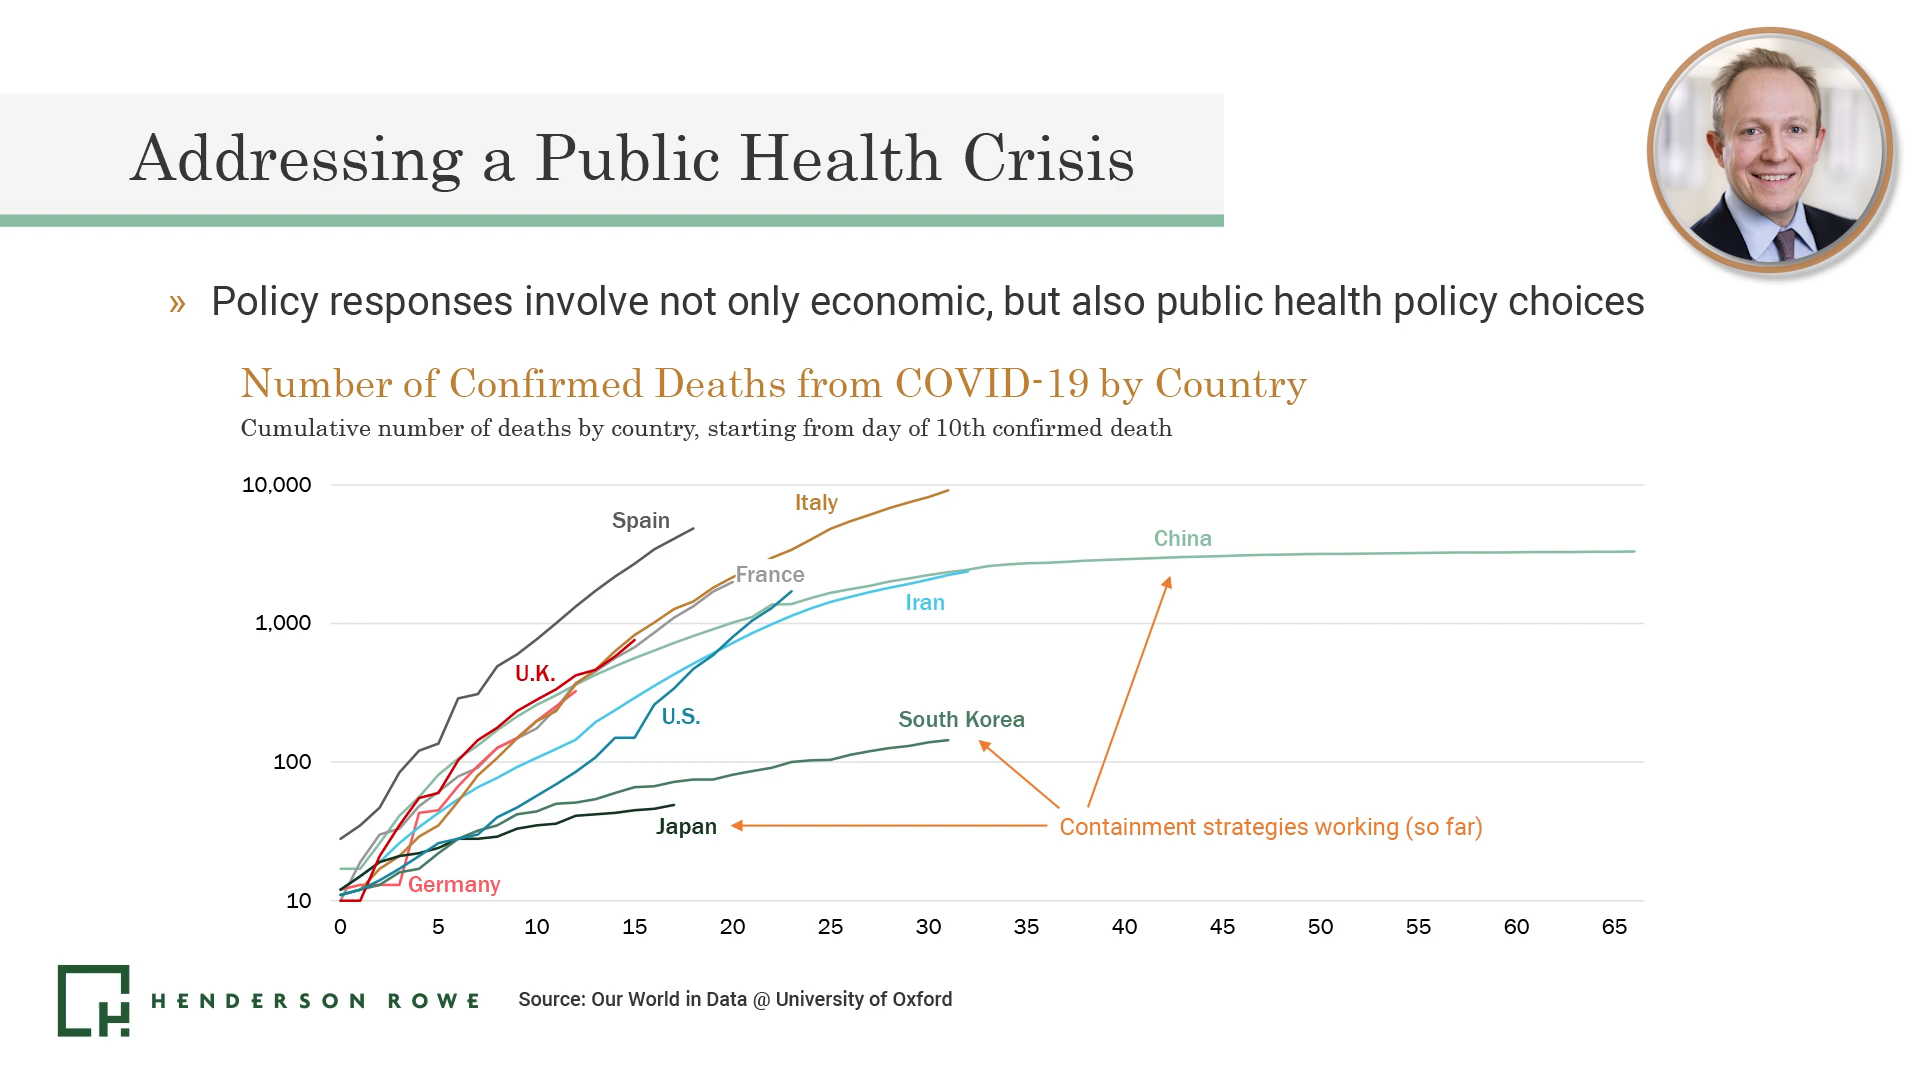 Addressing a Public Health Crisis
» Policy responses involve not only economic, but also public health policy choices
Number of Confirmed Deaths from COVID-19 by Country
Cumulative number of deaths by country, starting from day of 10th confirmed death
10,000
Italy
Spain
China
France
Iran
1,000
U.K.
U.S.
South Korea
100
Japan
Containment strategies working (so far)
Germany
10
0 5 10 15 20 25 30 35 40 45 50 55 60 65
HENDERSON ROWE
Source: Our World in Data @ University of Oxford